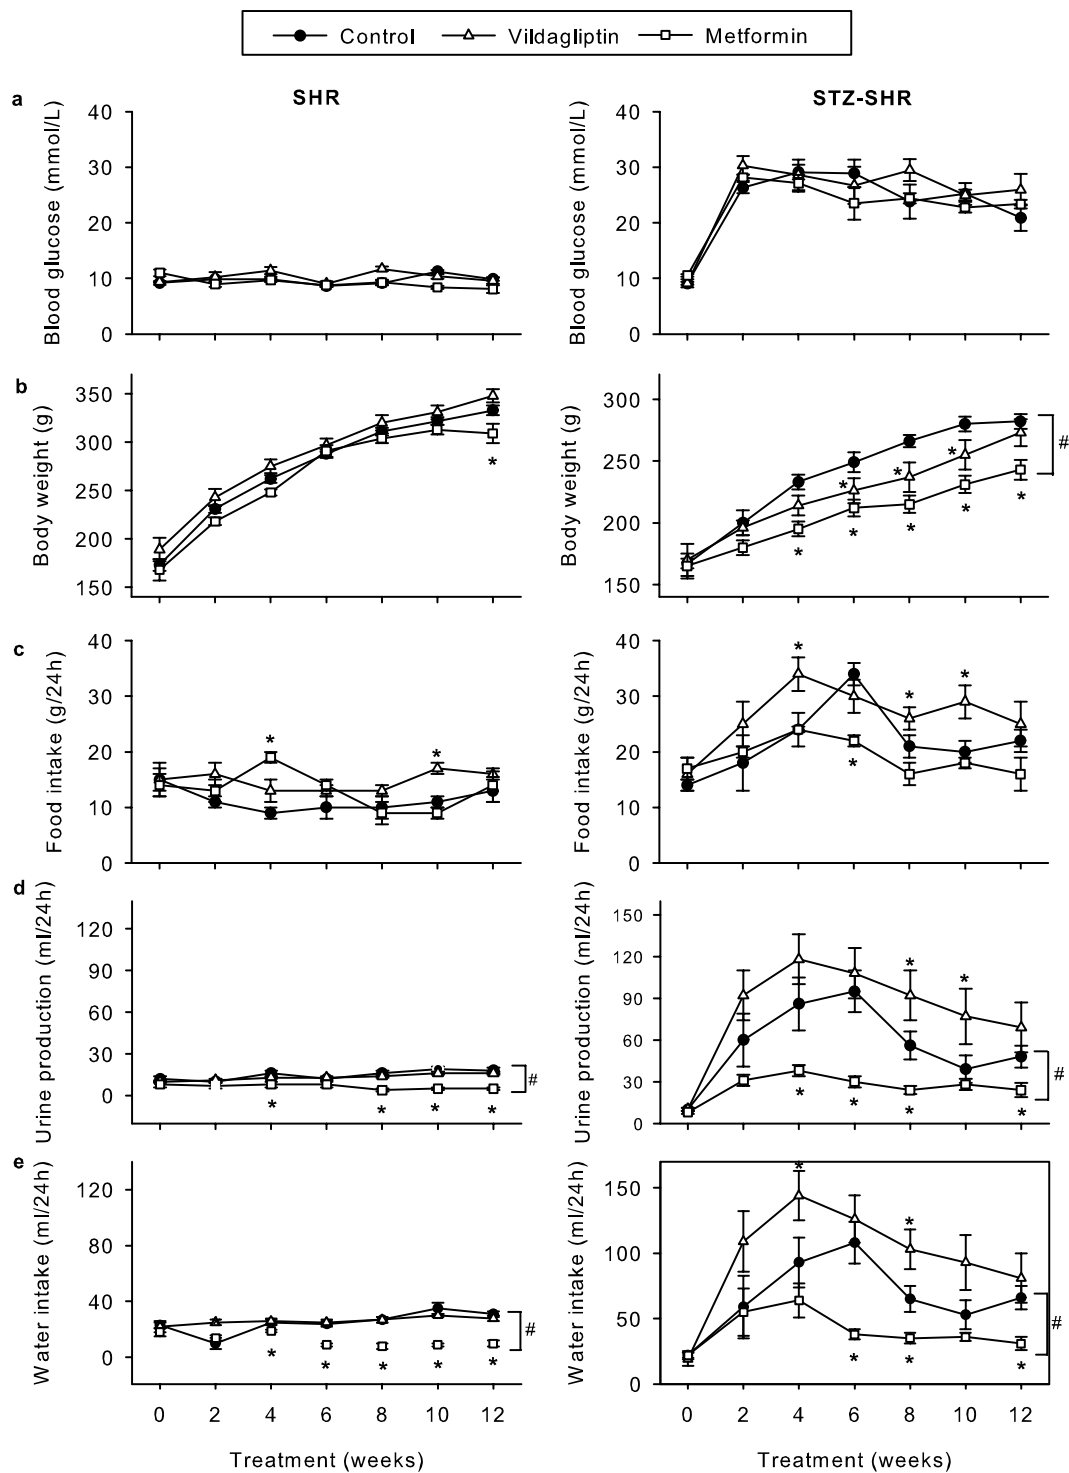 Control Vildagliptin Metformin
SHR STZ-SHR
a
Blood glucose (mmol/L)
40
30
20
10
0
Blood glucose (mmol/L)
40
30
20
10
0
b
Body weight (g)
350
300
250
200
150
*
Body weight (g)
300
250
200
150
* * *
* * * * *
#
c
Food intake (g/24h)
40
30
20
10
0
* *
Food intake (g/24h)
40
30
20
10
0
* * *
*
d
Urine production (ml/24h)
120
90
60
30
0
* * * *
#
Urine production (ml/24h)
150
120
90
60
30
0
* *
* * * *
#
e
Water intake (ml/24h)
120
80
40
0
* * * * *
#
0 2 4 6 8 10 12
Treatment (weeks)
Water intake (ml/24h)
150
100
50
0
* *
* * *
#
0 2 4 6 8 10 12
Treatment (weeks)